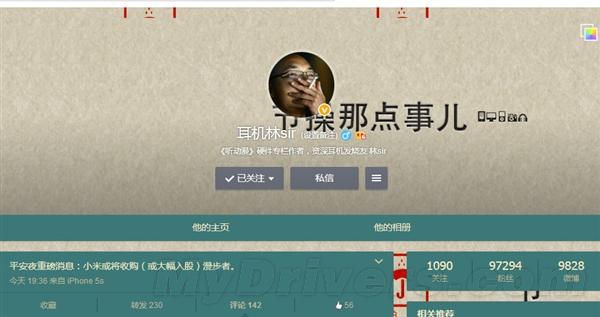 节操那点事儿
耳机林sir (设置备注)
《听动服》硬件专栏作者，资深耳机发烧友 林sir
已关注
私信
他的主页
他的相册
平安夜重磅消息：小米或将收购（或大幅入股）漫步者。
今天 19:36 来自 iPhone 5s
收藏
转发 230
评论 142
56
1090
97294
9828
关注
粉丝
微博
相关推荐
MyDrivers.com